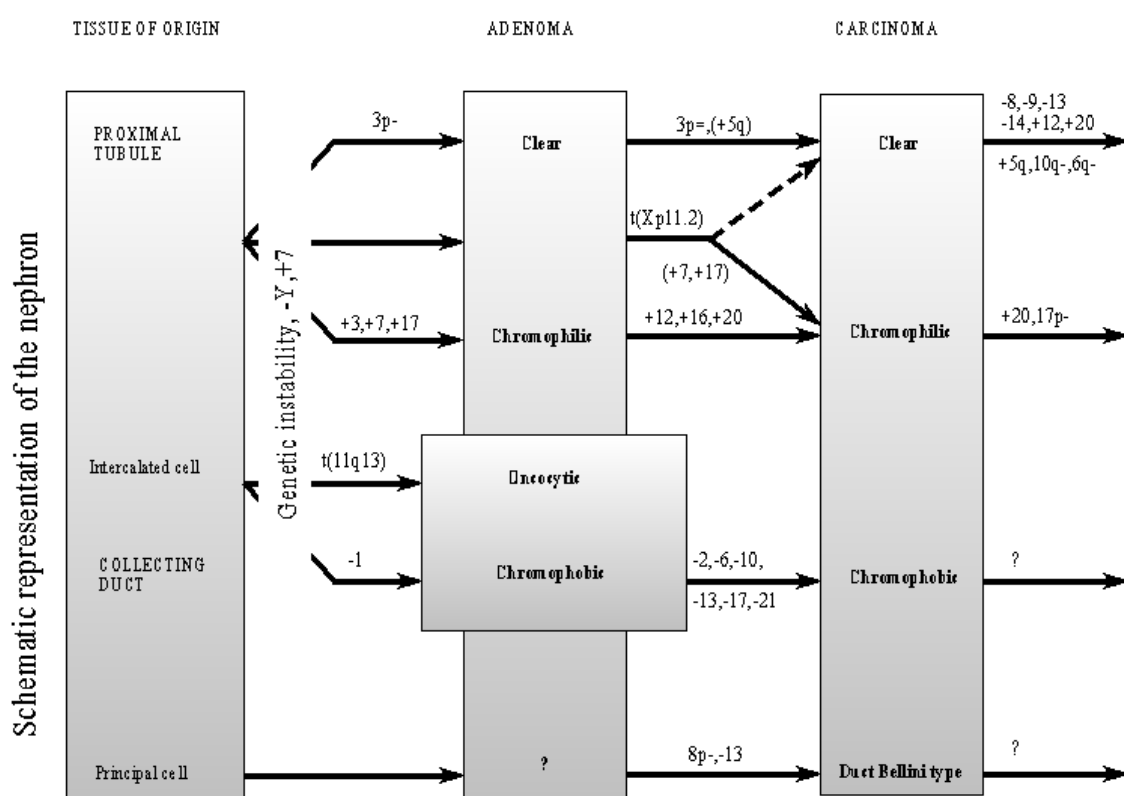 TISSUE OF ORIGIN
ADENOMA
CARCINOMA
Schematic representation of the nephron
PROXIMAL
TUBULE
Genetic instability, -Y,+7
3p-
Clear
3p=,(+5q)
Clear
-8,-9,-13
-14,+12,+20
+5q,10q-,6q-
t(Xp11.2)
(+7,+17)
+3,+7,+17
Chromophilic
+12,+16,+20
Chromophilic
+20,17p-
Intercalated cell
t(11q13)
Oncocytic
COLLECTING
DUCT
-1
Chromophobic
-2,-6,-10,
-13,-17,-21
Chromophobic
?
Principal cell
?
8p-,-13
Duct Bellini type
?